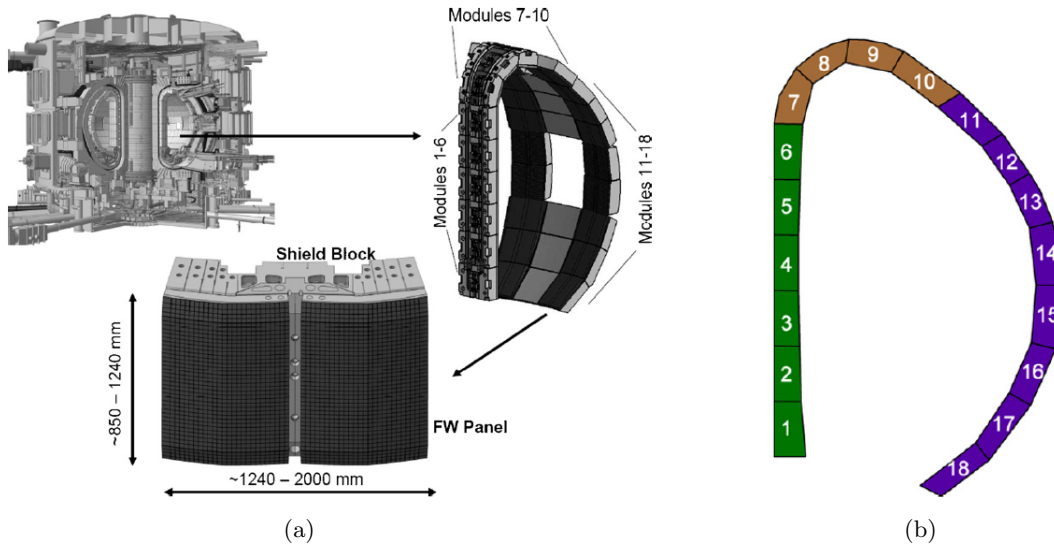 Modules 7-10
Modules 1-6
Modules 11-18
Shield Block
~850 – 1240 mm
FW Panel
~1240 – 2000 mm
(a)
9
8
10
7
11
6
12
5
13
4
14
3
15
2
16
1
17
18
(b)